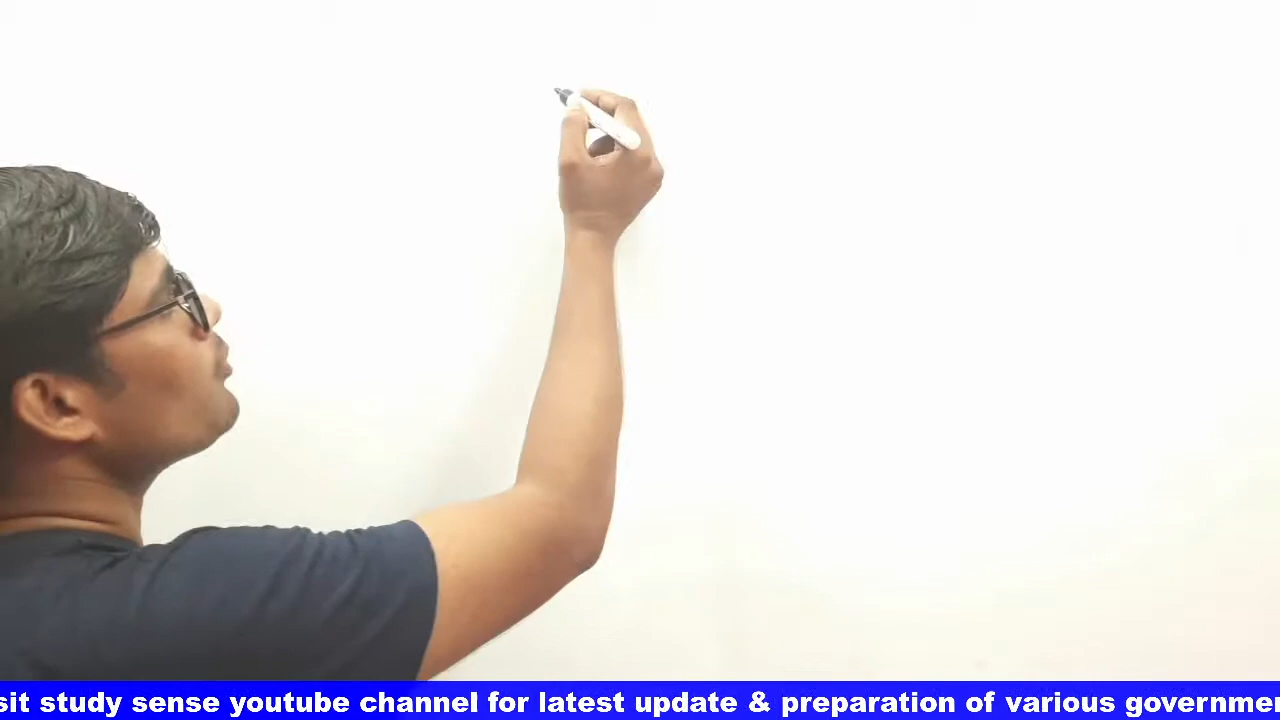 sit study sense youtube channel for latest update & preparation of various governme